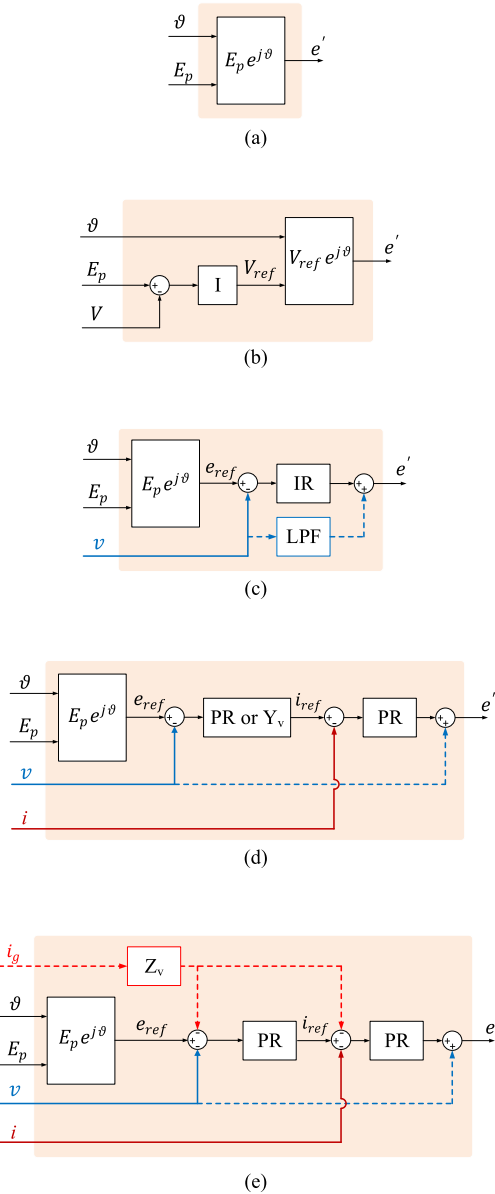 ϑ
E_p
E_p e^{jϑ}
e'
(a)
ϑ
E_p
V
+
-
I
V_ref
V_ref e^{jϑ}
e'
(b)
ϑ
E_p
v
E_p e^{jϑ}
e_ref
+
-
IR
LPF
+
+
e'
(c)
ϑ
E_p
v
i
E_p e^{jϑ}
e_ref
+
-
PR or Y_v
i_ref
+
-
PR
+
+
e'
(d)
i_g
Z_v
ϑ
E_p
v
i
E_p e^{jϑ}
e_ref
+
-
-
PR
i_ref
+
-
-
PR
+
+
e
(e)